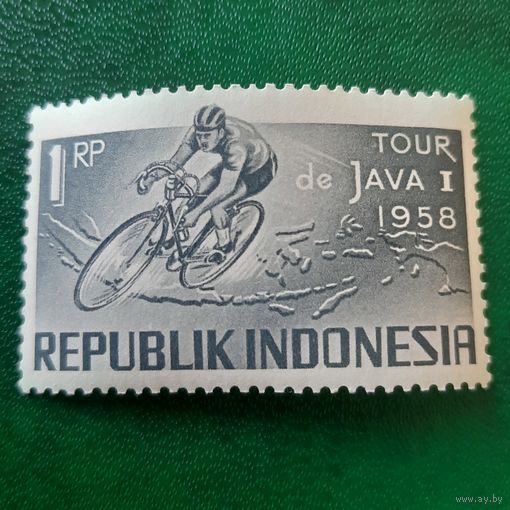 1 RP
TOUR
de JAVA I
1958
REPUBLIK INDONESIA
www.ay.by